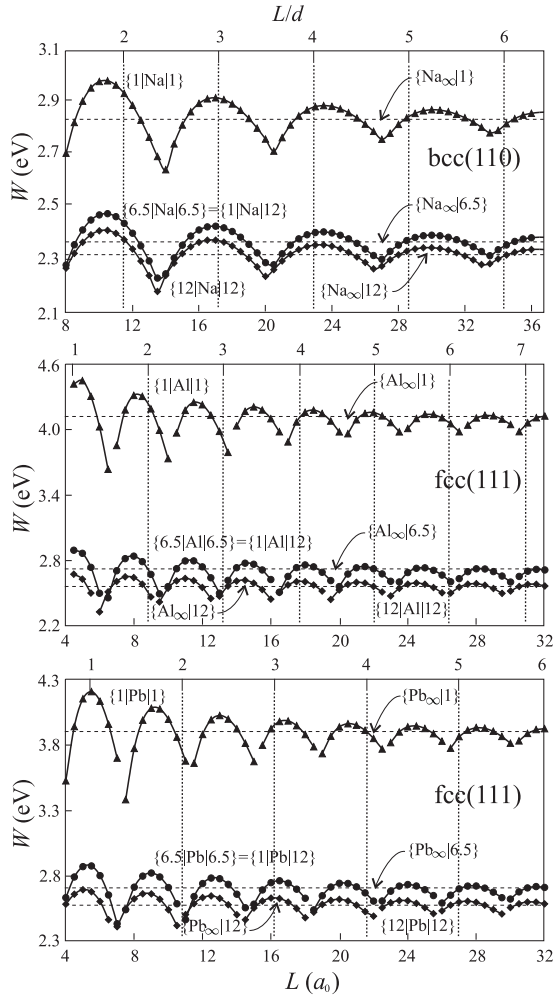 L/d
2 3 4 5 6
3.1
2.9
2.7
2.5
2.3
2.1
W (eV)
{1|Na|1}
{Na∞|1}
bcc(110)
{6.5|Na|6.5}={1|Na|12}
{Na∞|6.5}
{12|Na|12}
{Na∞|12}
8 12 16 20 24 28 32 36
1 2 3 4 5 6 7
4.6
4.0
3.4
2.8
2.2
W (eV)
{1|Al|1}
{Al∞|1}
fcc(111)
{6.5|Al|6.5}={1|Al|12}
{Al∞|6.5}
{Al∞|12}
{12|Al|12}
4 8 12 16 20 24 28 32
1 2 3 4 5 6
4.3
3.8
3.3
2.8
2.3
W (eV)
{1|Pb|1}
{Pb∞|1}
fcc(111)
{6.5|Pb|6.5}={1|Pb|12}
{Pb∞|6.5}
{Pb∞|12}
{12|Pb|12}
4 8 12 16 20 24 28 32
L (a₀)